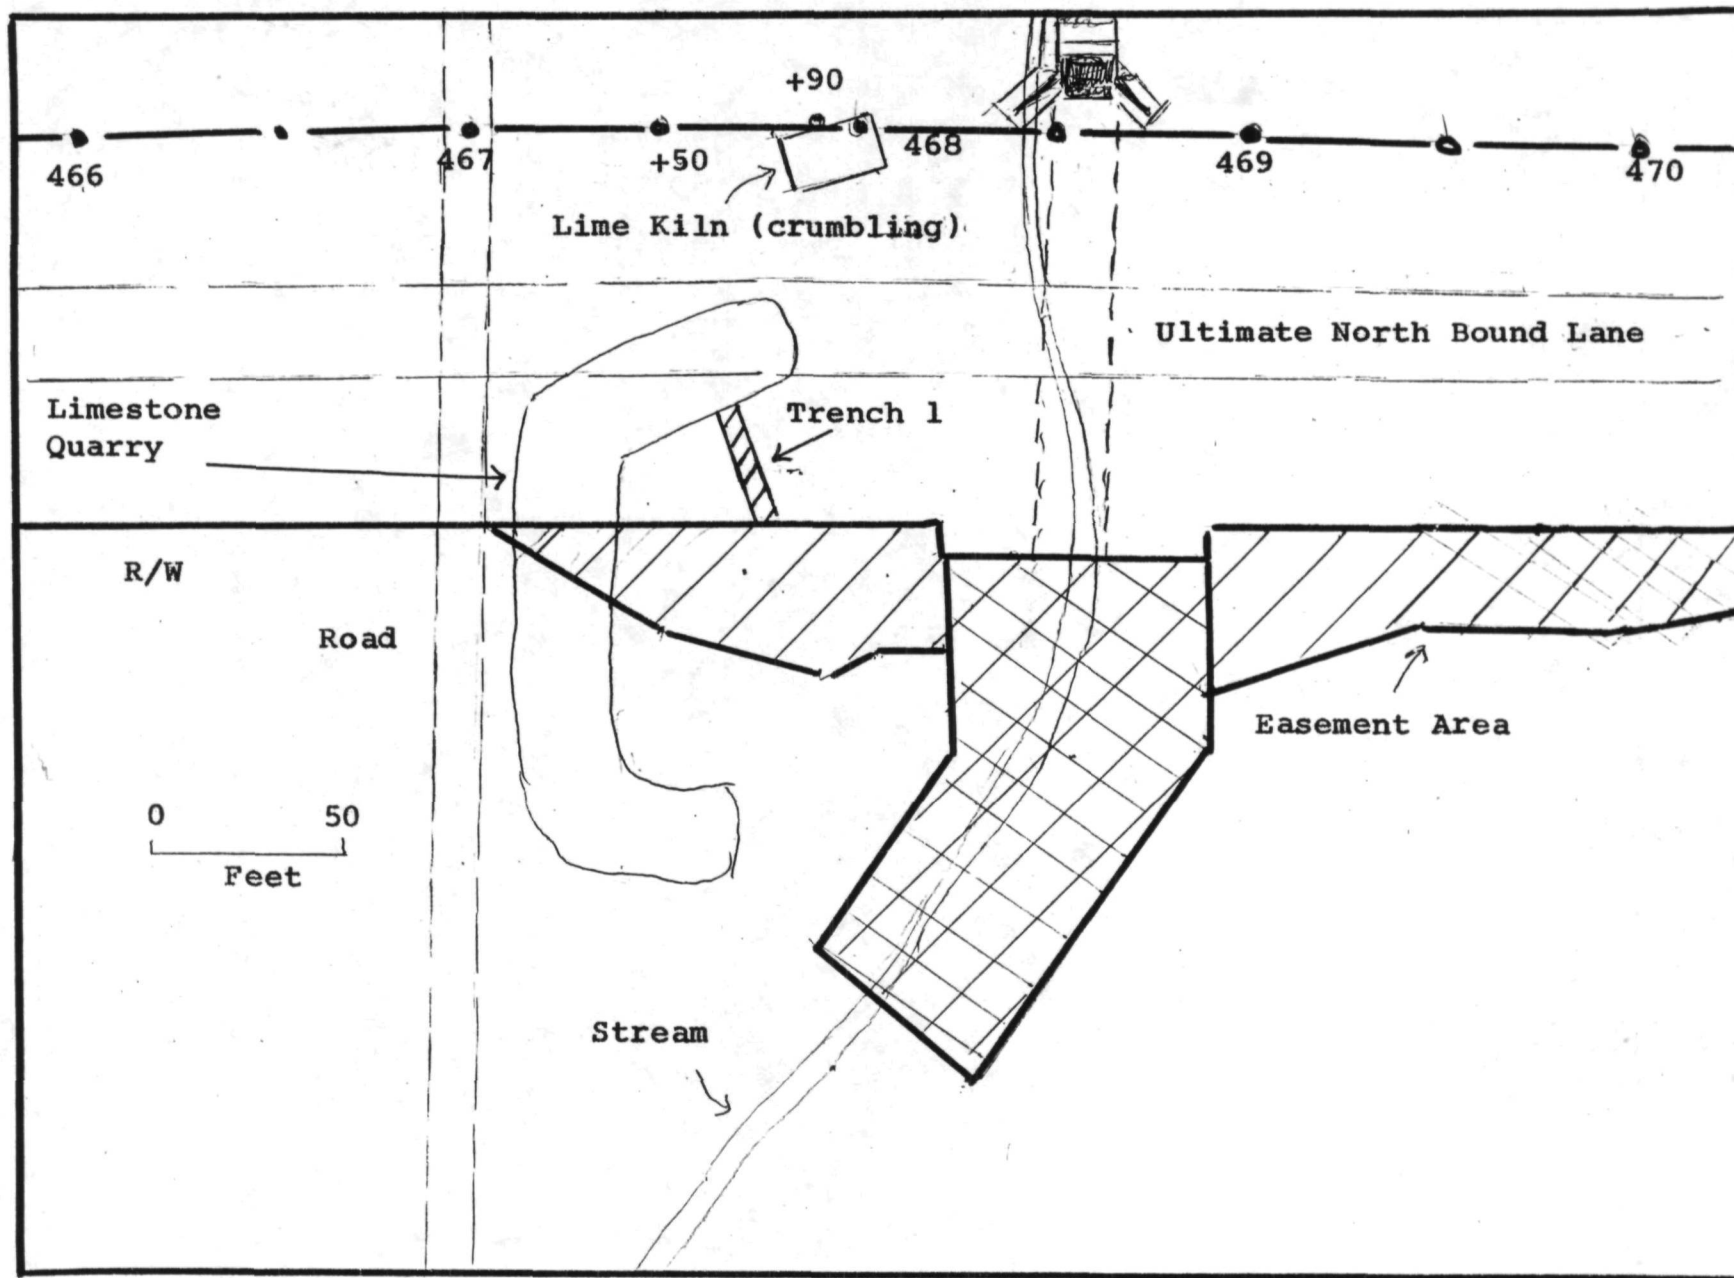 +90
466
467
+50
468
469
470
Lime Kiln (crumbling)
Ultimate North Bound Lane
Limestone
Quarry
Trench 1
R/W
Road
Easement Area
0 50
Feet
Stream